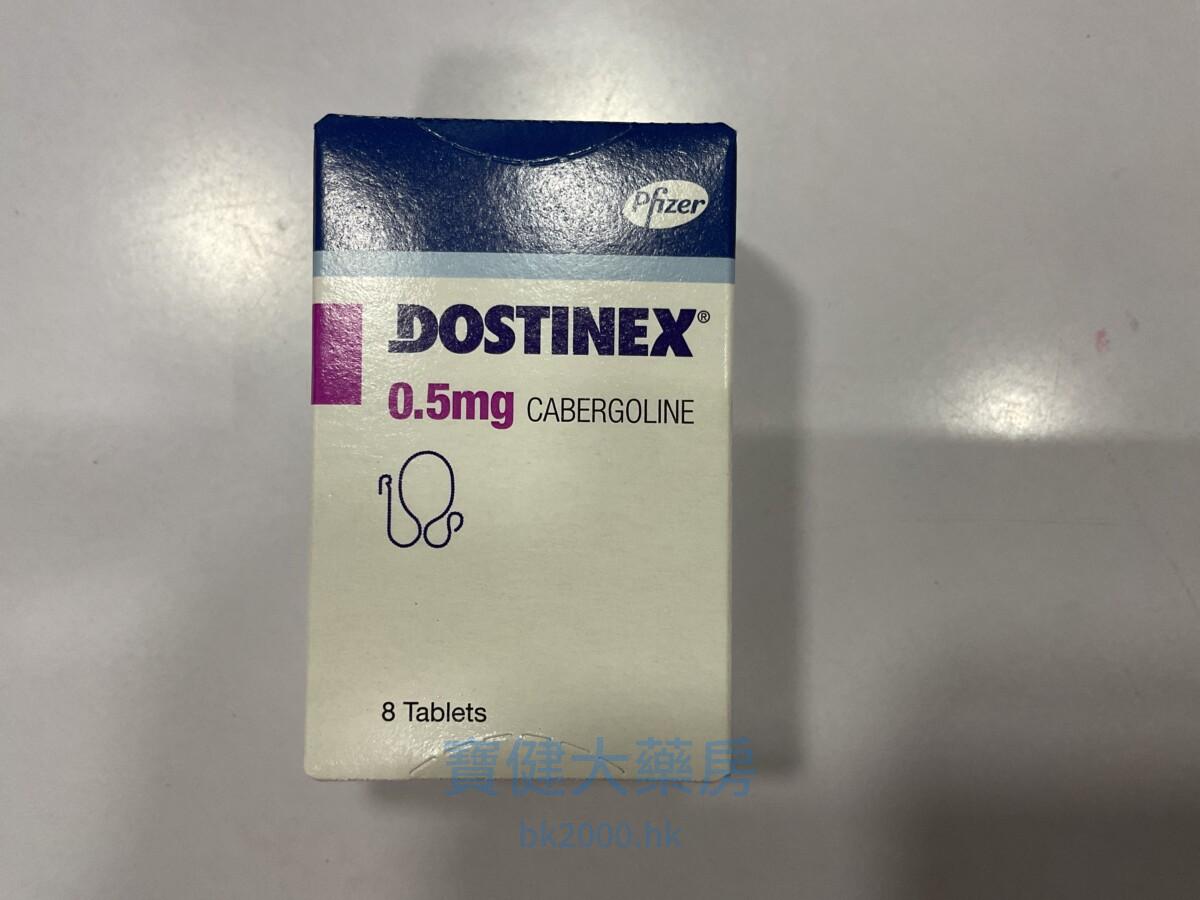 Pfizer
DOSTINEX®
0.5mg CABERGOLINE
8 Tablets
寶健大藥房
bk2000.hk